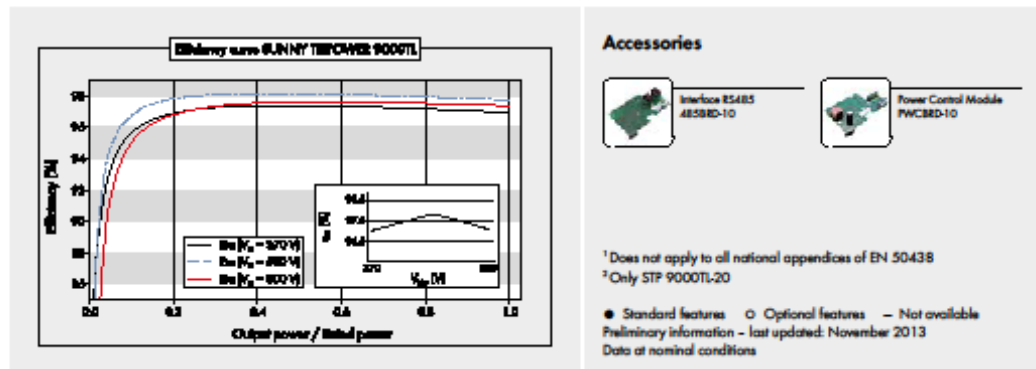 Efficiency curve SUNNY TRIPOWER 9000TL
Efficiency [%]
98
96
94
92
90
88
86
0.0
0.2
0.4
0.6
0.8
1.0
Output power / Rated power
Accessories
Interface RS485
485BRD-10
Power Control Module
PWCBRD-10
¹ Does not apply to all national appendices of EN 50438
² Only STP 9000TL-20
● Standard features ○ Optional features – Not available
Preliminary information – last updated: November 2013
Data at nominal conditions